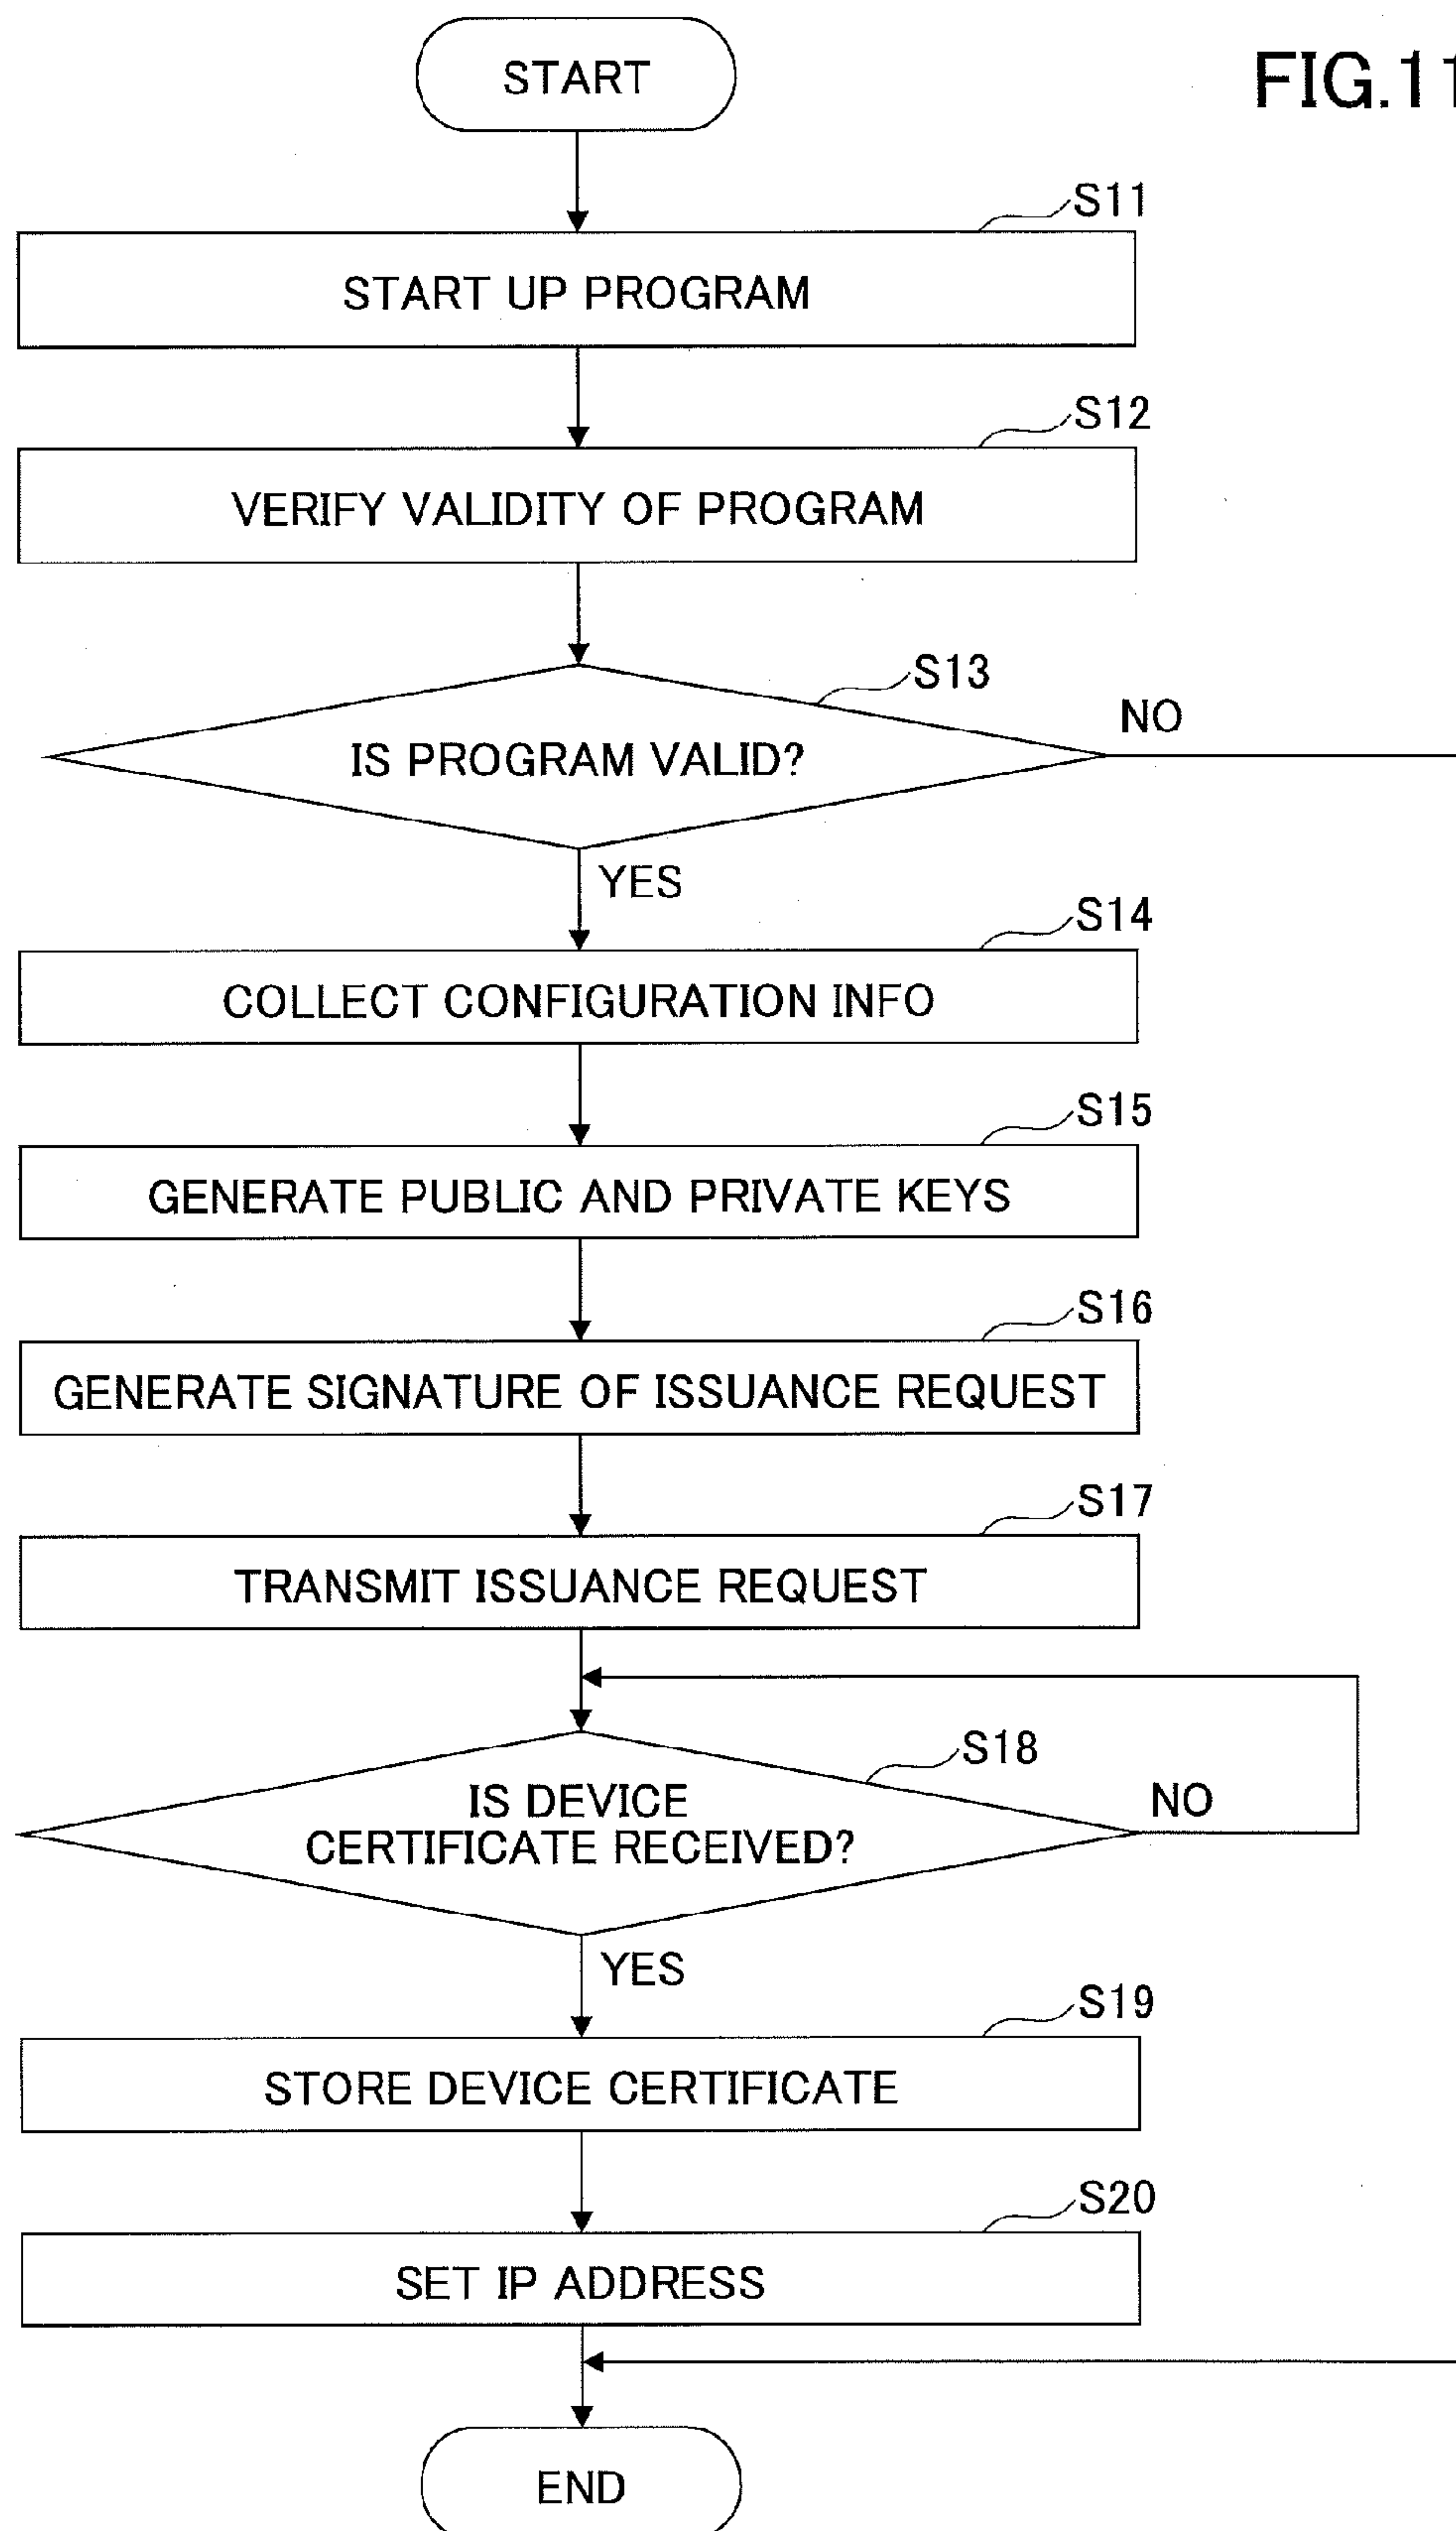 FIG.11
START
S11
START UP PROGRAM
S12
VERIFY VALIDITY OF PROGRAM
S13
IS PROGRAM VALID?
NO
YES
S14
COLLECT CONFIGURATION INFO
S15
GENERATE PUBLIC AND PRIVATE KEYS
S16
GENERATE SIGNATURE OF ISSUANCE REQUEST
S17
TRANSMIT ISSUANCE REQUEST
S18
IS DEVICE
CERTIFICATE RECEIVED?
NO
YES
S19
STORE DEVICE CERTIFICATE
S20
SET IP ADDRESS
END